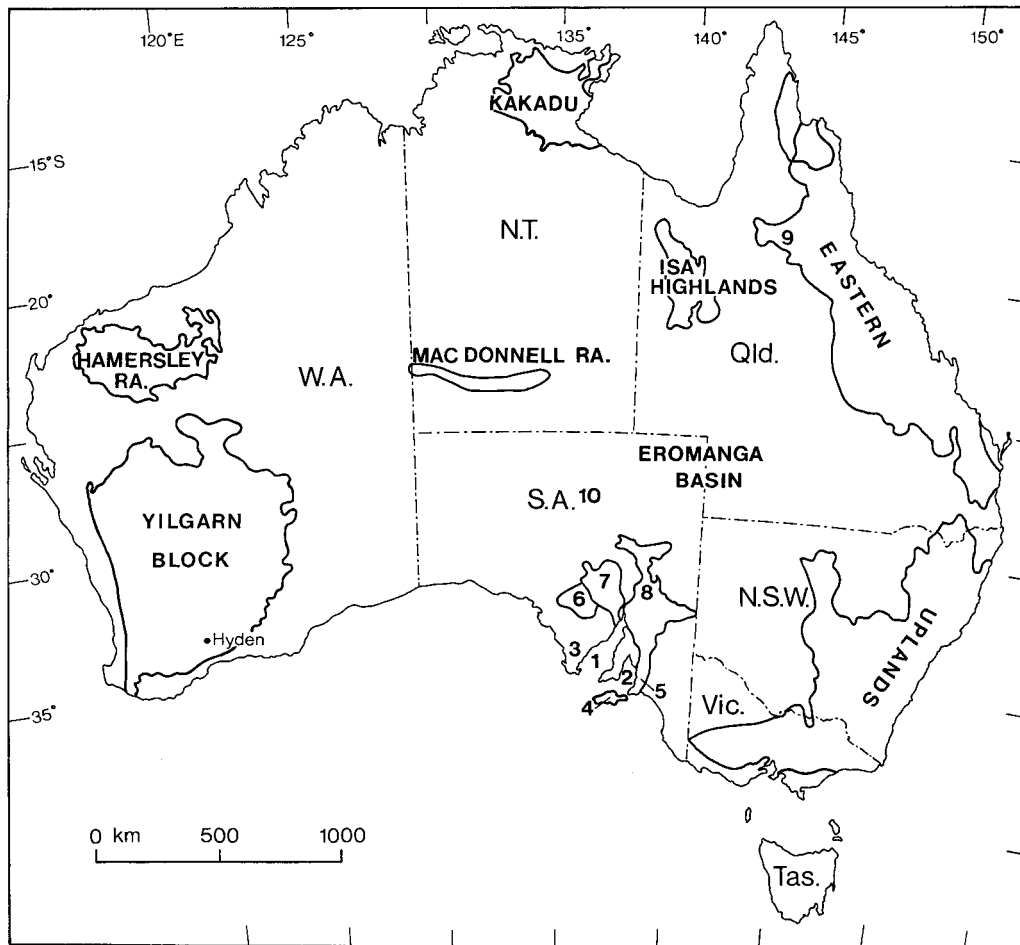 120°E 125° 135° 140° 145° 150°
KAKADU
15°S
N.T.
9
EASTERN
ISA
HIGHLANDS
20°
HAMERSLEY
RA.
MAC DONNELL RA.
Qld.
W.A.
EROMANGA
BASIN
S.A. 10
YILGARN
BLOCK
30°
7
8
6
N.S.W.
UPLANDS
Hyden
3
1
2
5
4
Vic.
35°
0 km 500 1000
Tas.